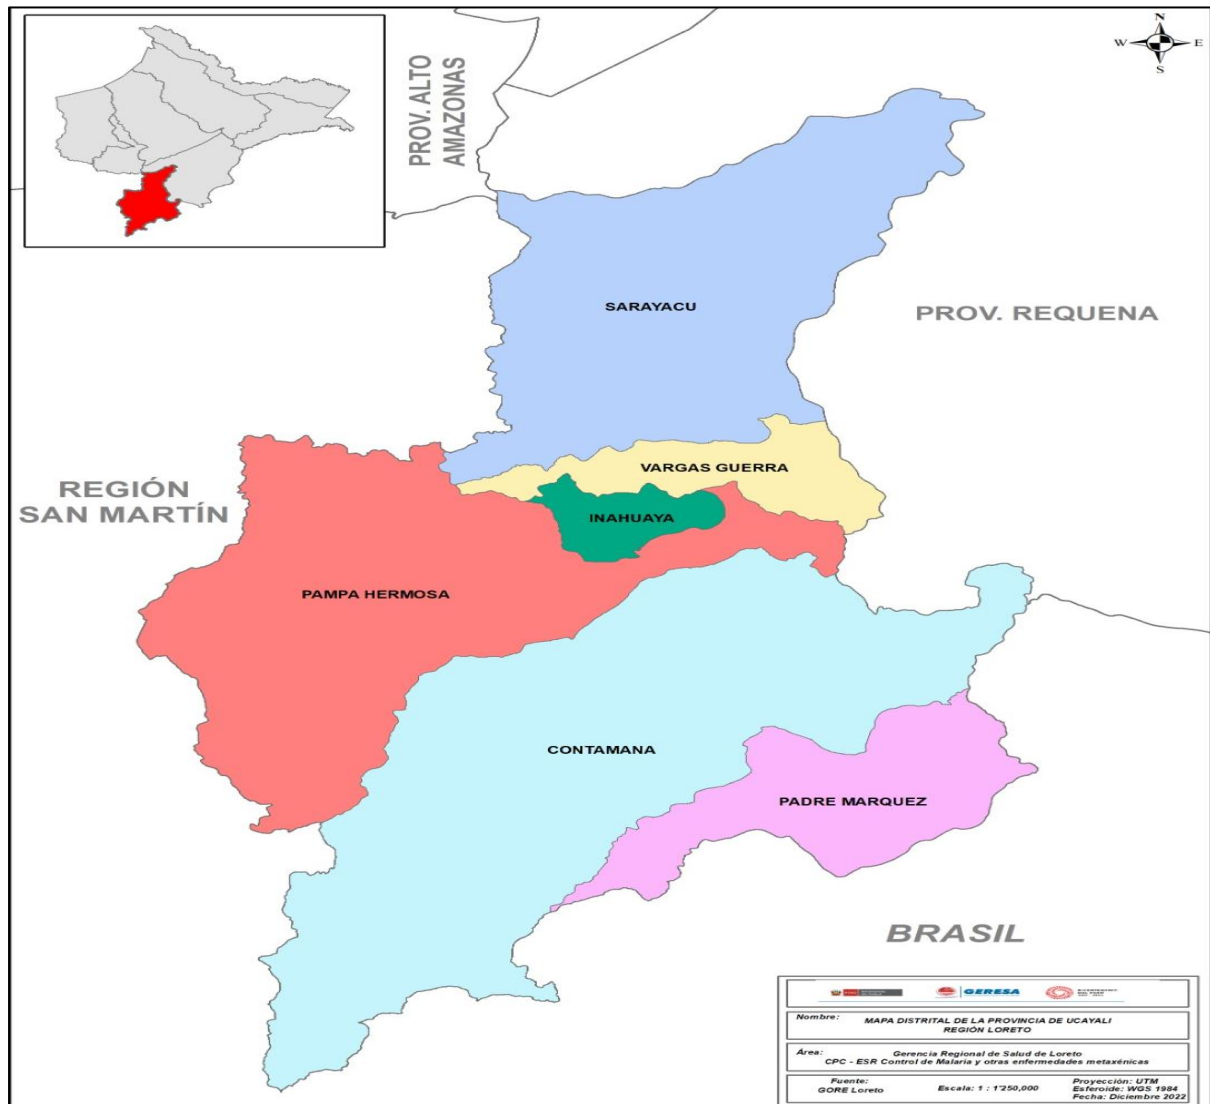 N
W E
S
PROV. ALTO
AMAZONAS
SARAYACU
PROV. REQUENA
VARGAS GUERRA
REGIÓN
SAN MARTÍN
INAHUAYA
PAMPA HERMOSA
CONTAMANA
PADRE MARQUEZ
BRASIL
GERESA
Nombre: MAPA DISTRITAL DE LA PROVINCIA DE UCAYALI
REGIÓN LORETO
Área: Gerencia Regional de Salud de Loreto
CPC - ESR Control de Malaria y otras enfermedades metaxénicas
Fuente:
GORE Loreto
Escala: 1 : 1'250,000
Proyección: UTM
Esferoide: WGS 1984
Fecha: Diciembre 2022